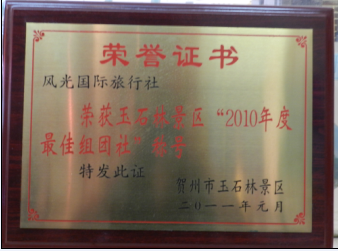 荣誉证书
风光国际旅行社
荣获玉石林景区“2010年度
最佳组团社”称号
特发此证
贺州市玉石林景区
二〇一一年元月